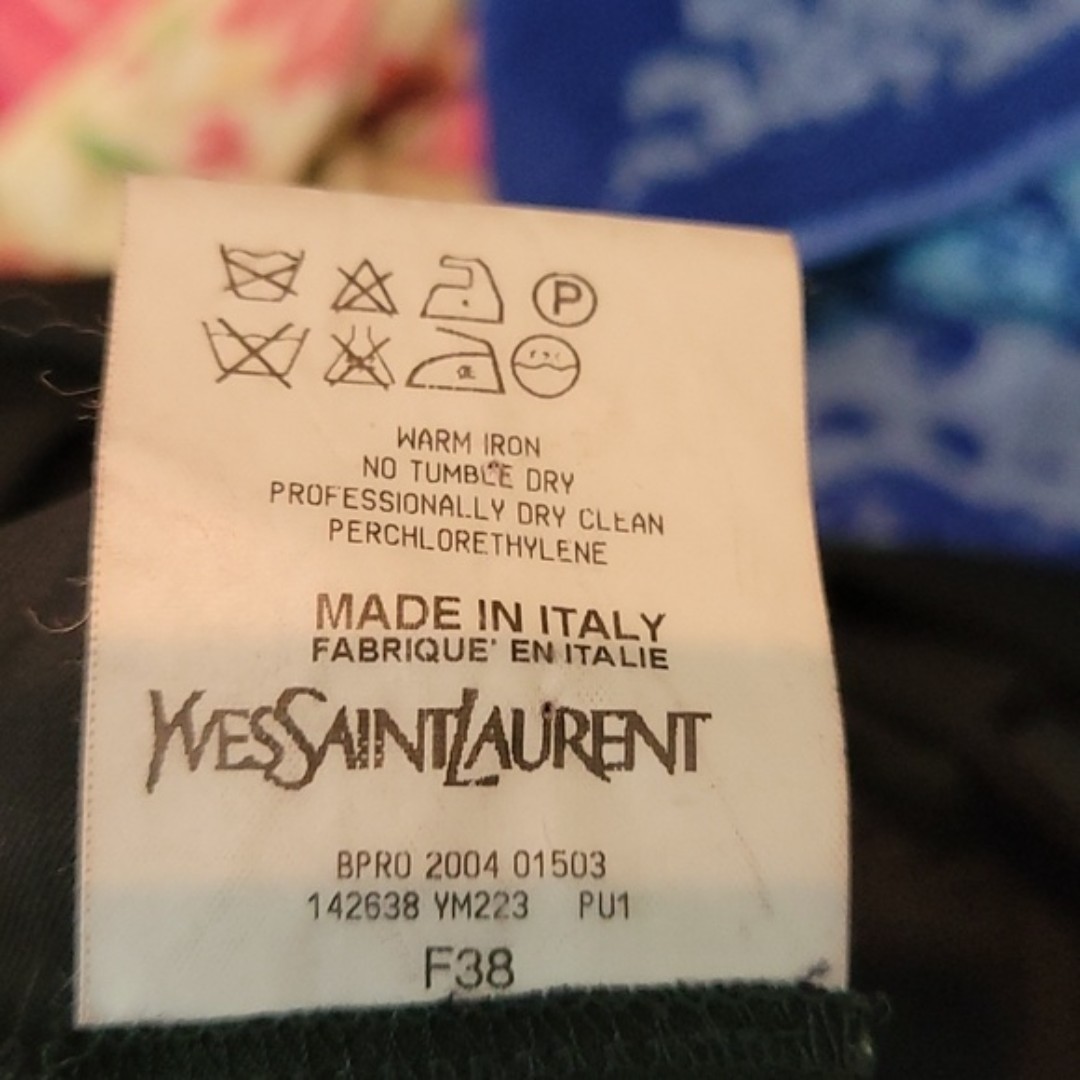 P
WARM IRON
NO TUMBLE DRY
PROFESSIONALLY DRY CLEAN
PERCHLORETHYLENE
MADE IN ITALY
FABRIQUE' EN ITALIE
YVESSAINTLAURENT
BPRO 2004 01503
142638 YM223 PU1
F38